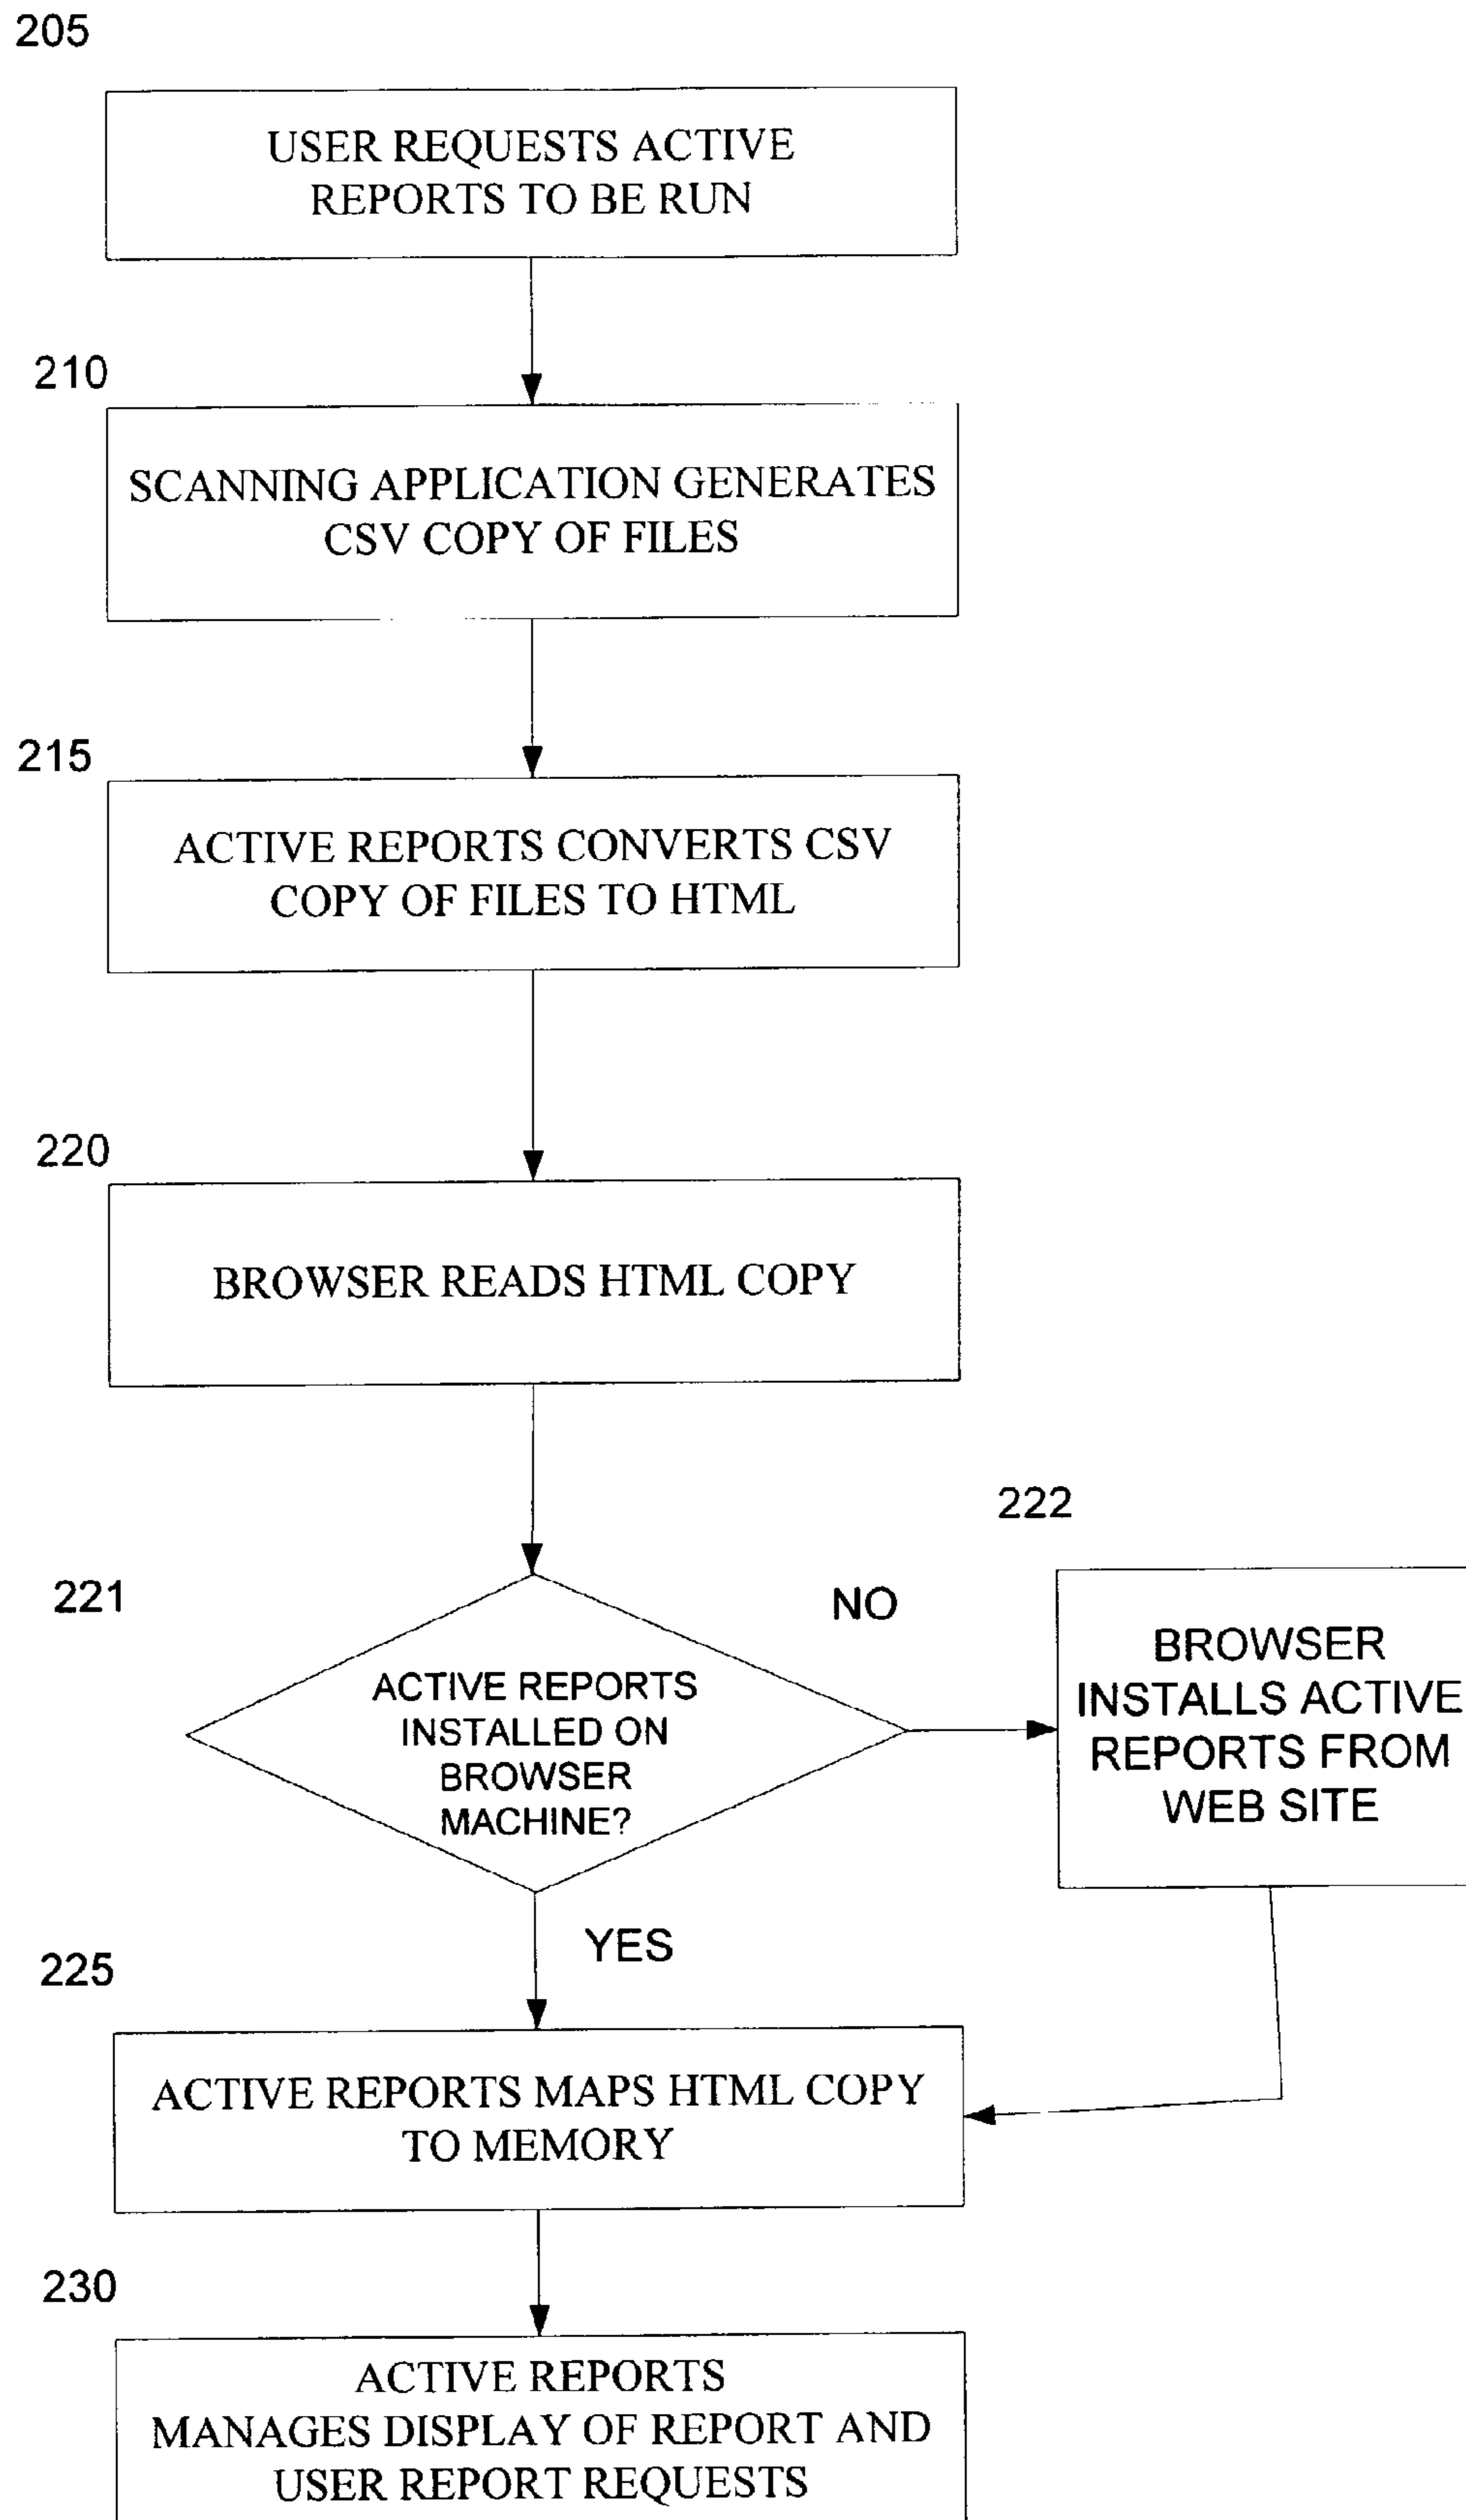 205
USER REQUESTS ACTIVE
REPORTS TO BE RUN
210
SCANNING APPLICATION GENERATES
CSV COPY OF FILES
215
ACTIVE REPORTS CONVERTS CSV
COPY OF FILES TO HTML
220
BROWSER READS HTML COPY
221
ACTIVE REPORTS
INSTALLED ON
BROWSER
MACHINE?
NO
222
BROWSER
INSTALLS ACTIVE
REPORTS FROM
WEB SITE
YES
225
ACTIVE REPORTS MAPS HTML COPY
TO MEMORY
230
ACTIVE REPORTS
MANAGES DISPLAY OF REPORT AND
USER REPORT REQUESTS